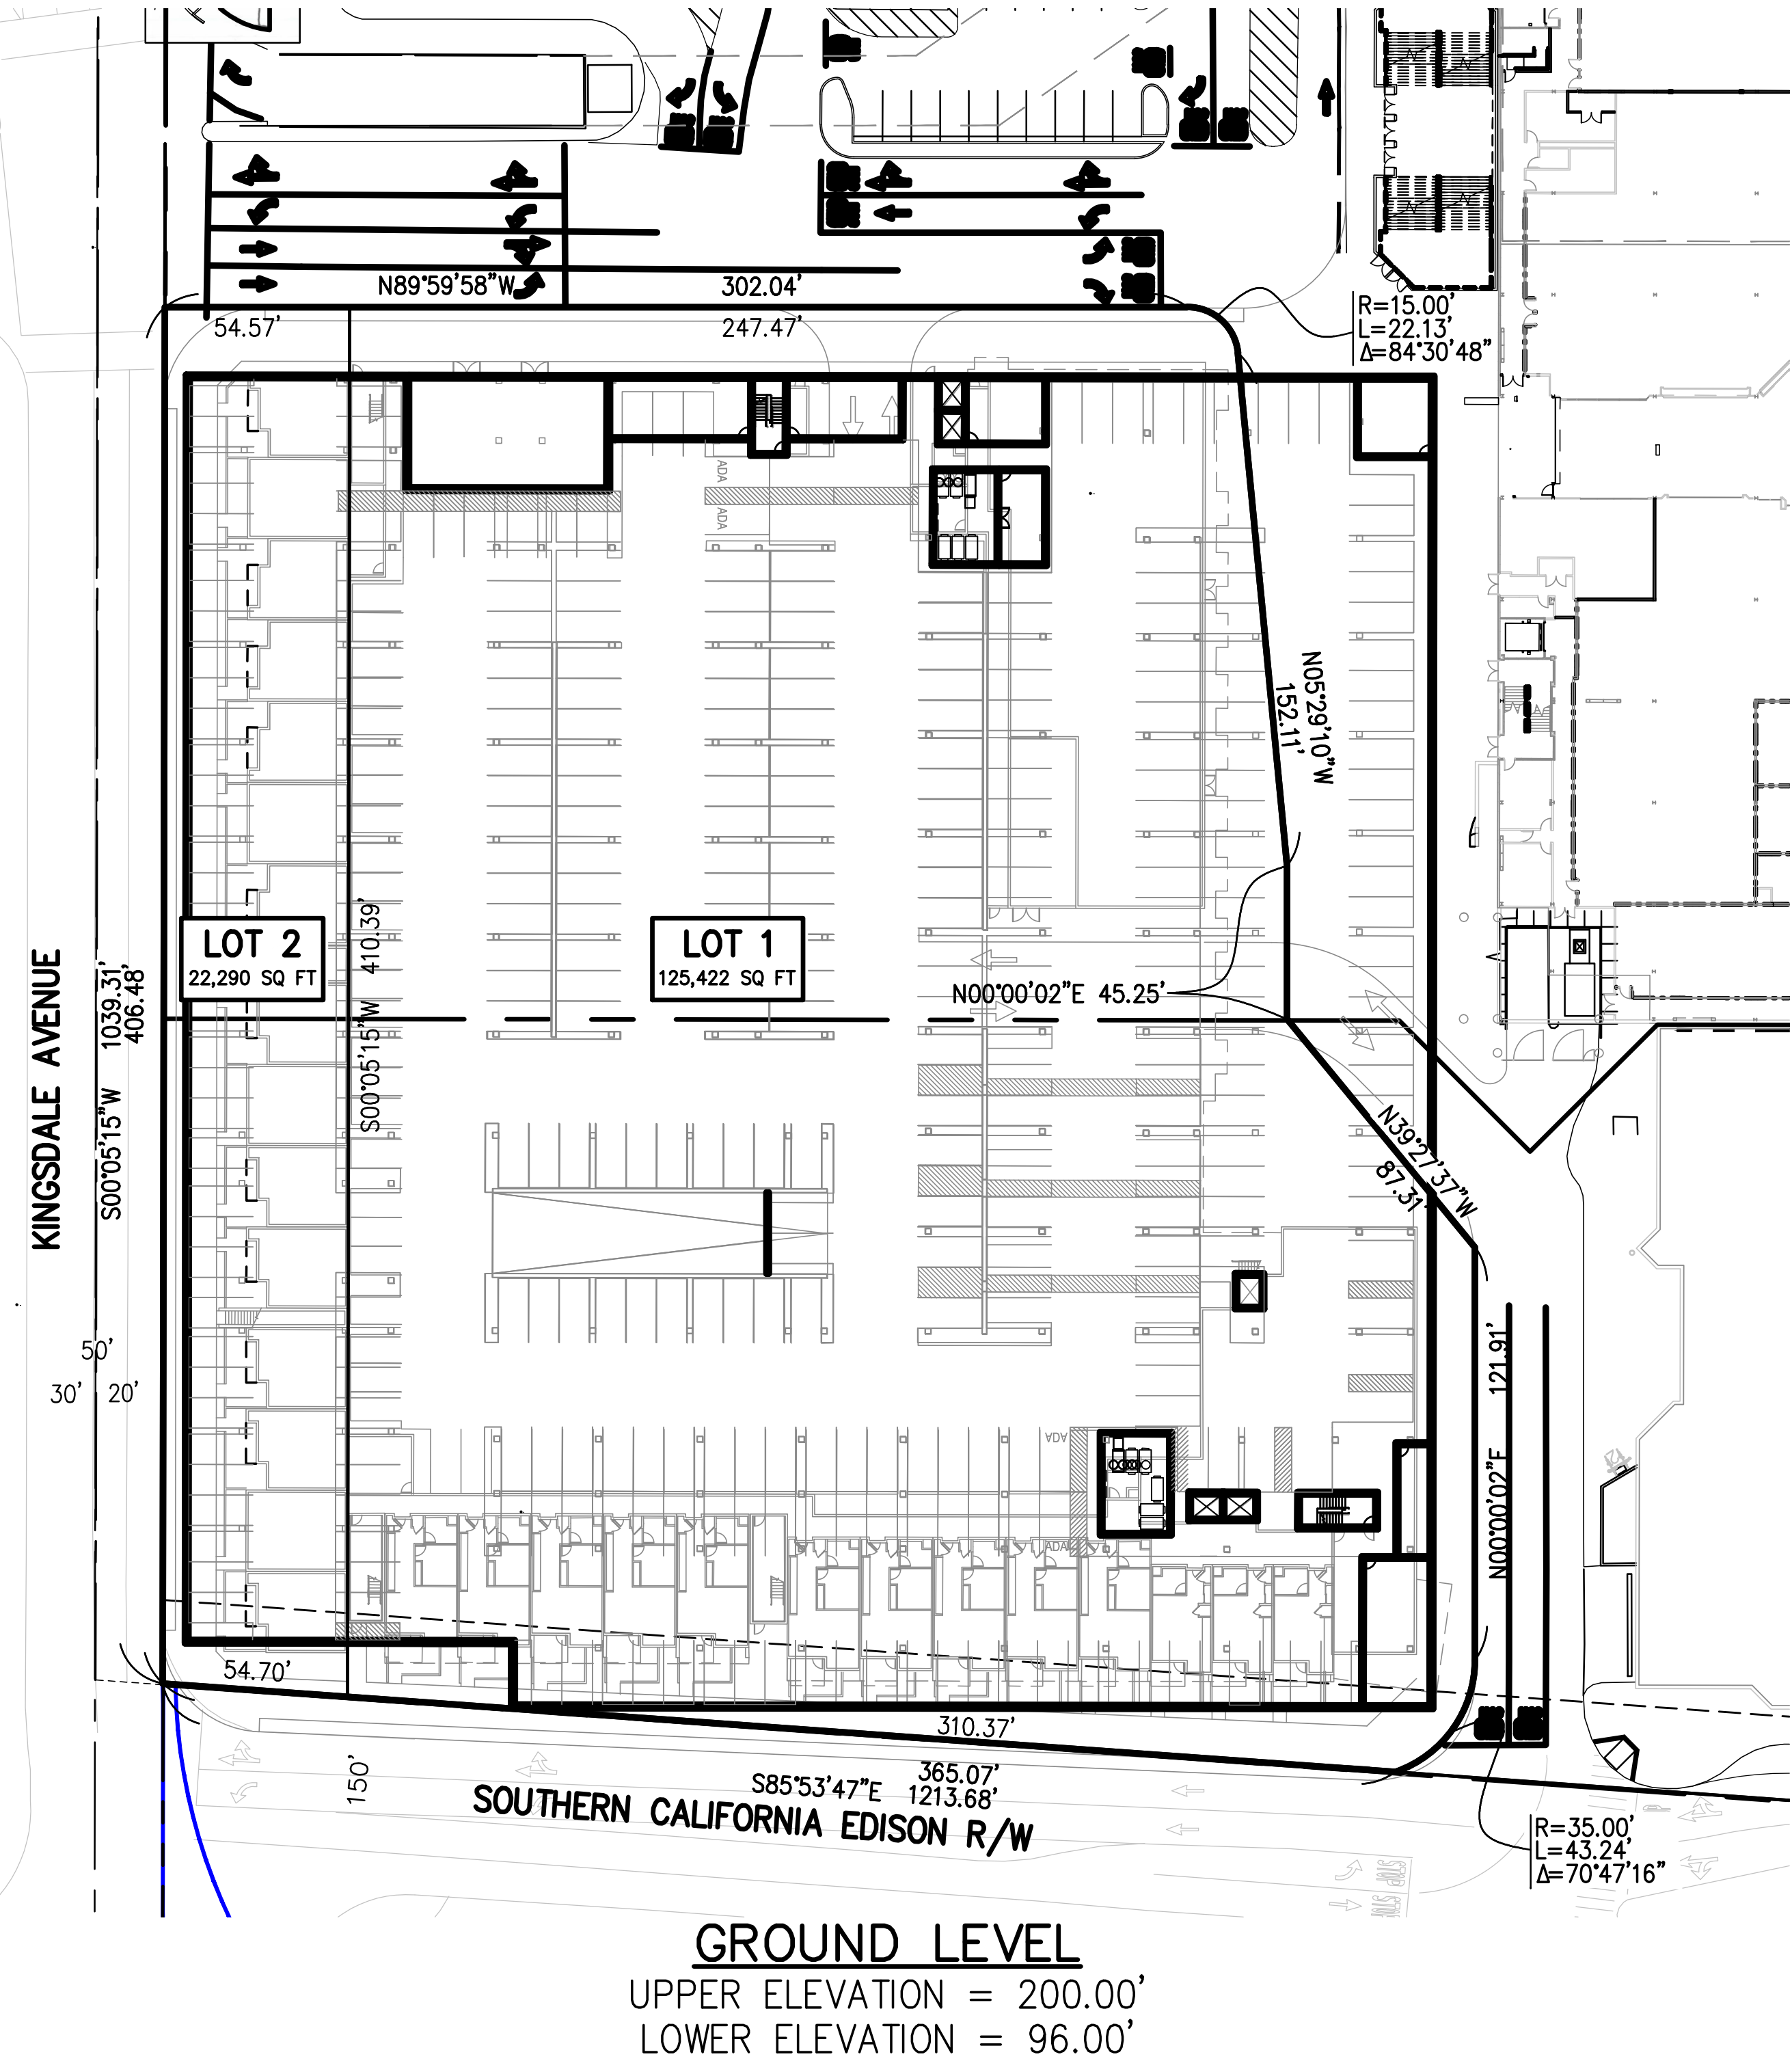 N89°59'58"W
302.04'
54.57'
247.47'
R=15.00'
L=22.13'
Δ=84°30'48"
ADA
ADA
N05°29'10"W
152.11'
LOT 2
22,290 SQ FT
LOT 1
125,422 SQ FT
S00°05'15"W 410.39'
N00°00'02"E 45.25'
KINGSDALE AVENUE
S00°05'15"W 1039.31'
406.48'
N39°27'37"W
87.31'
50'
30' 20'
N00°00'02"E 121.91'
ADA
ADA
54.70'
310.37'
150'
365.07'
S85°53'47"E 1213.68'
SOUTHERN CALIFORNIA EDISON R/W
R=35.00'
L=43.24'
Δ=70°47'16"
GROUND LEVEL
UPPER ELEVATION = 200.00'
LOWER ELEVATION = 96.00'